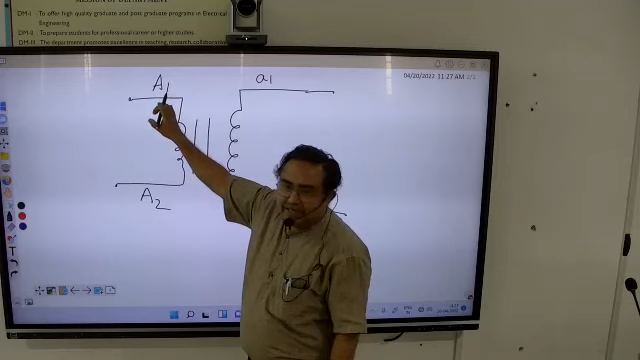 DM-I : To offer high quality graduate and post graduate programs in Electrical
Engineering
DM-II : To prepare students for professional career or higher studies.
DM-III : The department promotes excellence in teaching, research, collaborative
04/20/2022 11:27 AM 2/2
A1
a1
A2